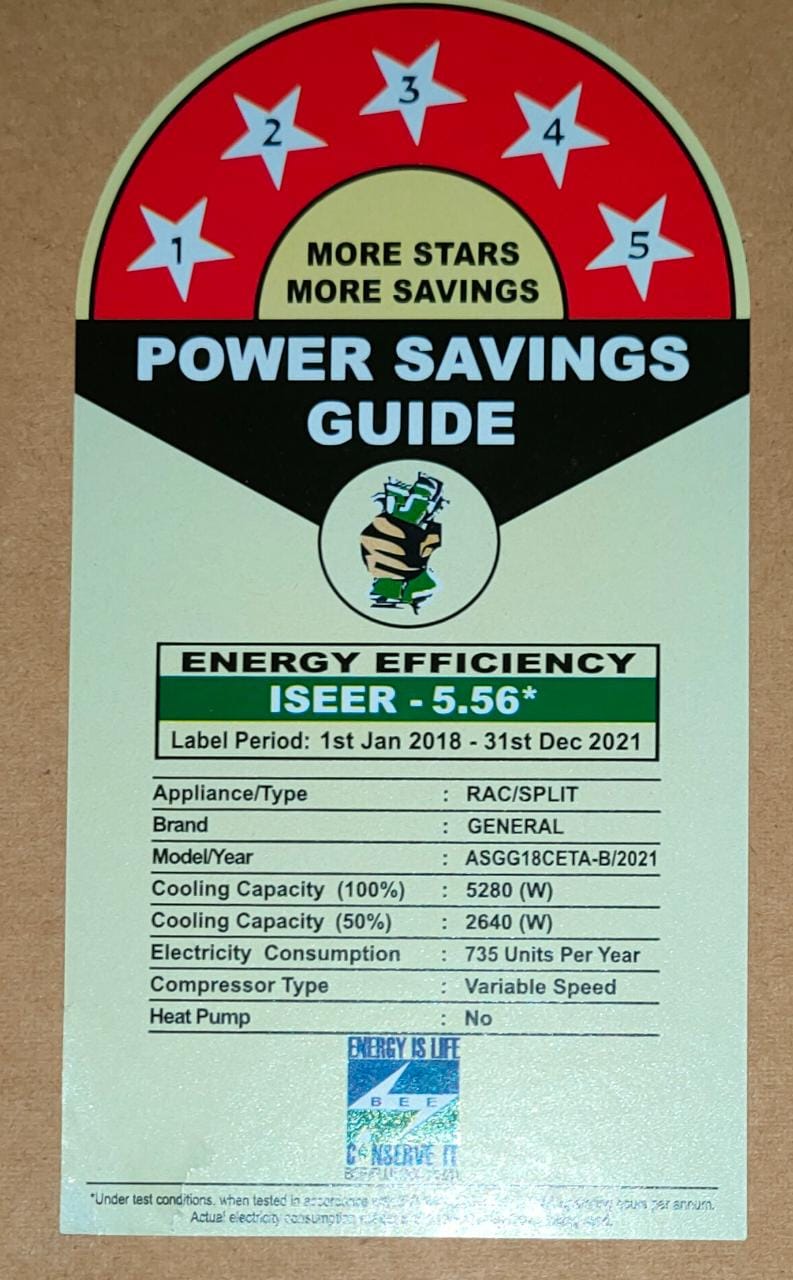 1 2 3 4 5
MORE STARS
MORE SAVINGS
POWER SAVINGS
GUIDE
ENERGY EFFICIENCY
ISEER - 5.56*
Label Period: 1st Jan 2018 - 31st Dec 2021
Appliance/Type : RAC/SPLIT
Brand : GENERAL
Model/Year : ASGG18CETA-B/2021
Cooling Capacity (100%) : 5280 (W)
Cooling Capacity (50%) : 2640 (W)
Electricity Consumption : 735 Units Per Year
Compressor Type : Variable Speed
Heat Pump : No
ENERGY IS LIFE
BEE
CONSERVE IT
*Under test conditions, when tested in accordance hours per annum.
Actual electricity consumption